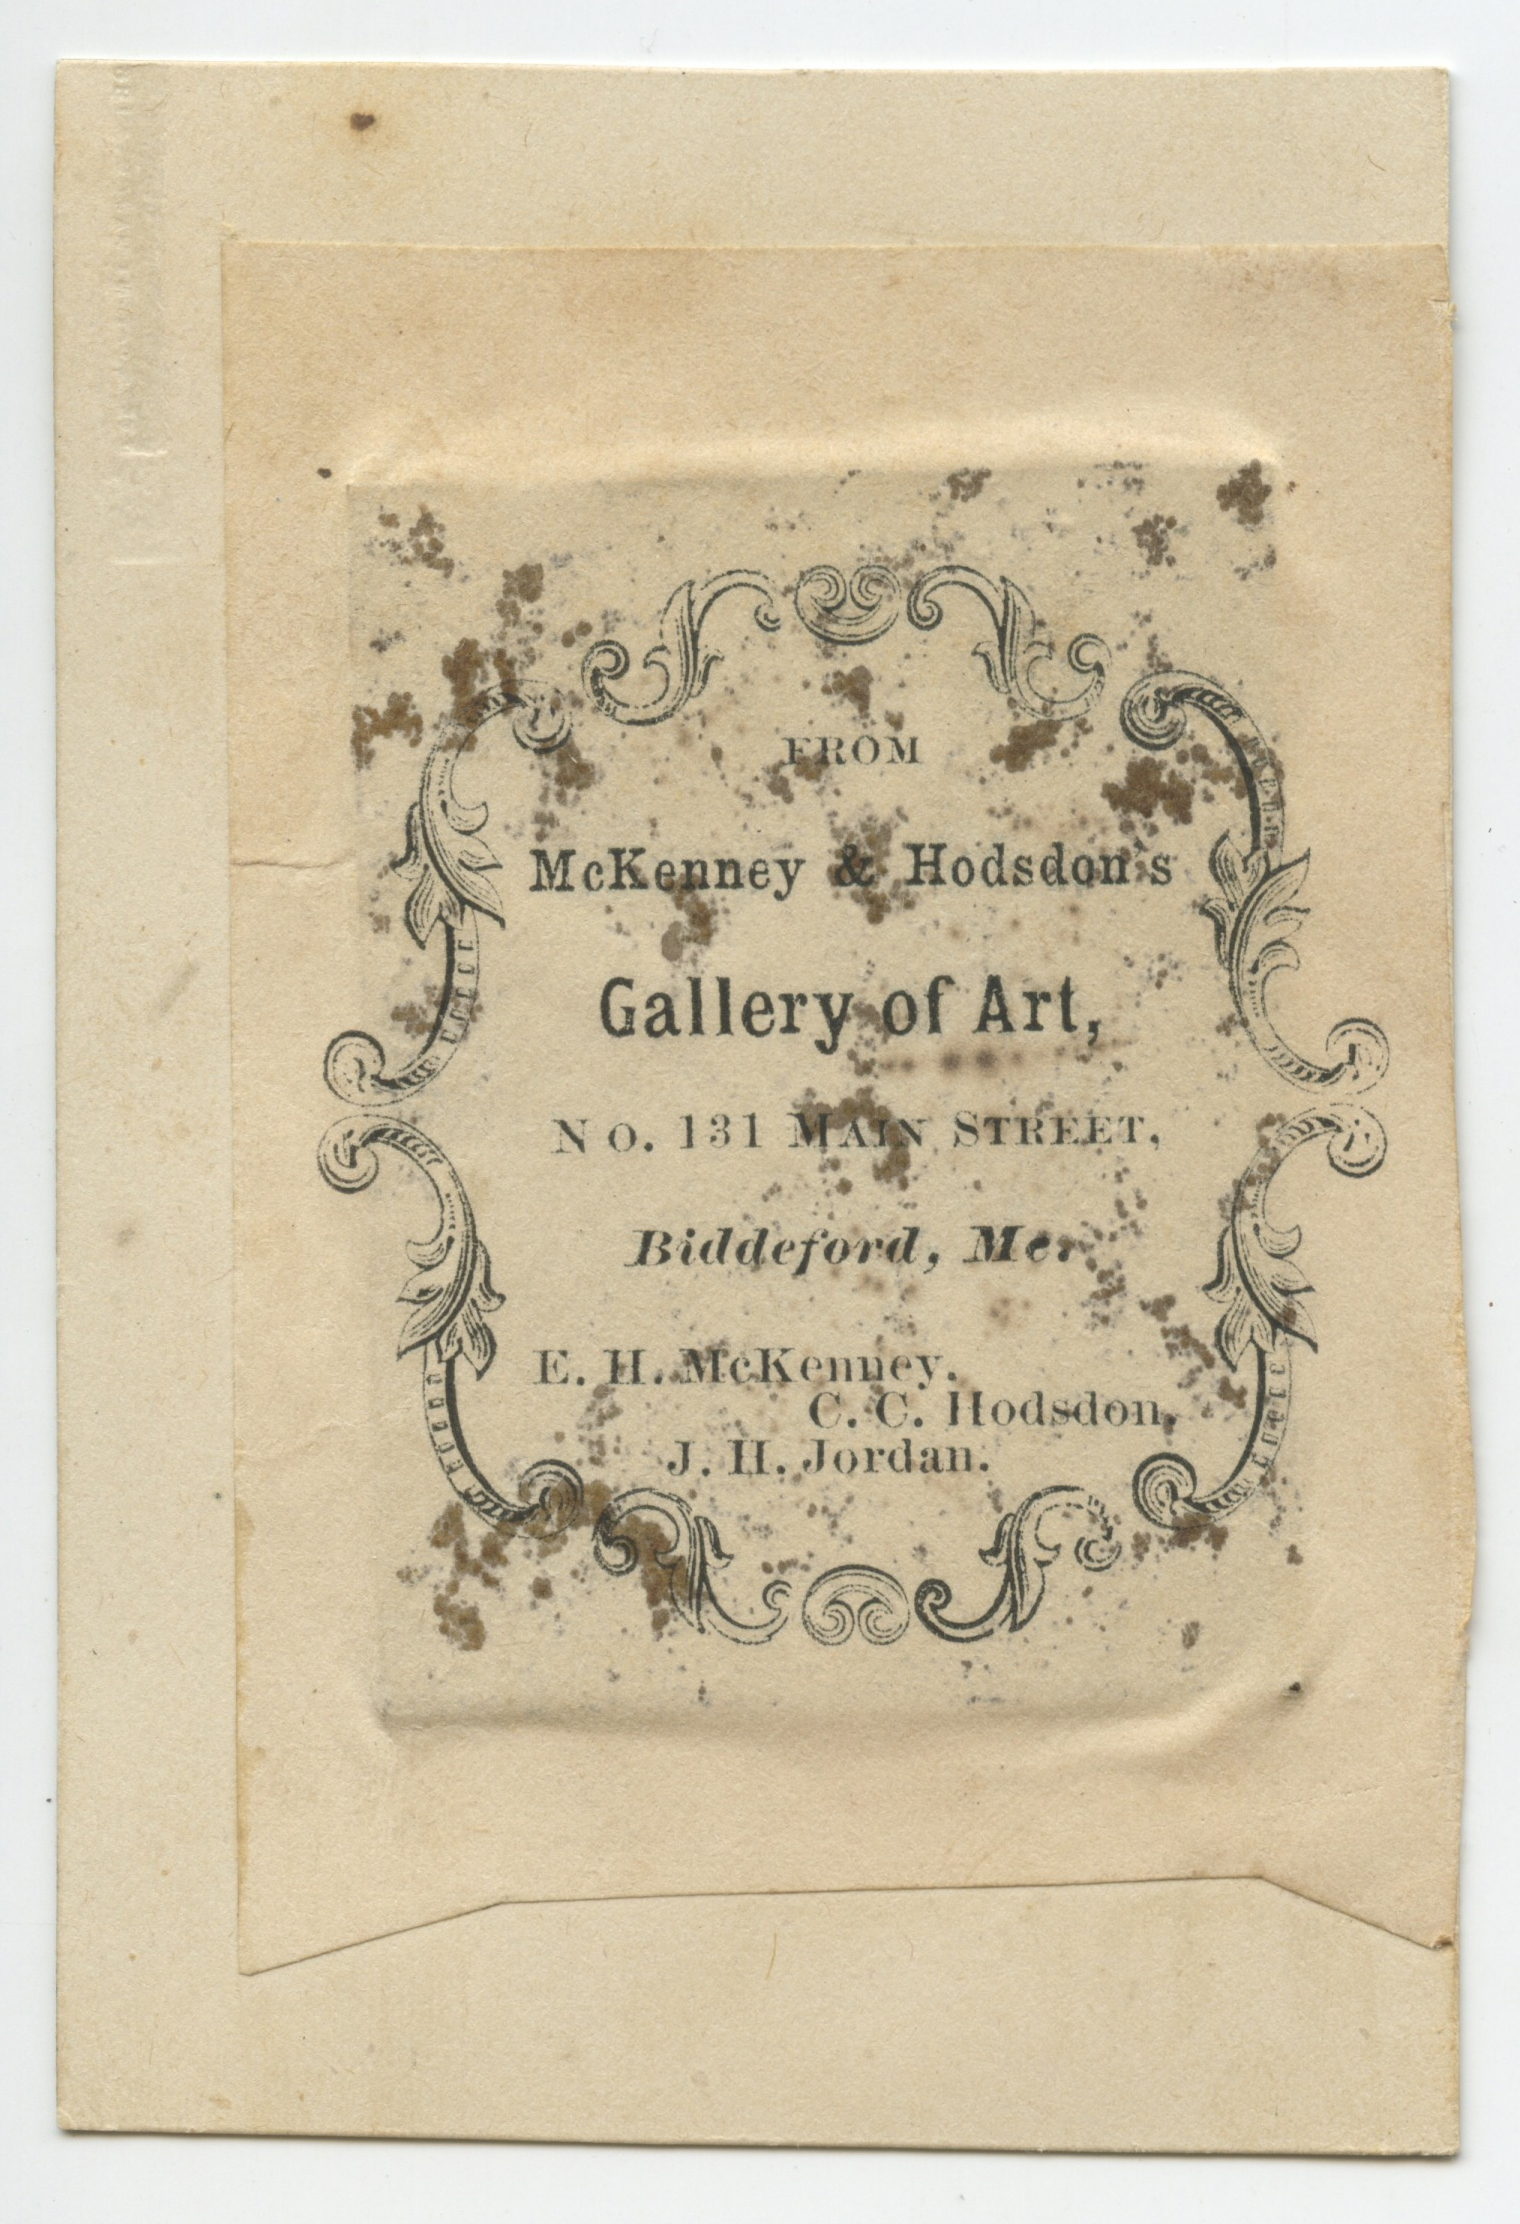 FROM
McKenney & Hodsdon's
Gallery of Art,
No. 131 MAIN STREET,
Biddeford, Me.
E. H. McKenney.
C. C. Hodsdon.
J. H. Jordan.